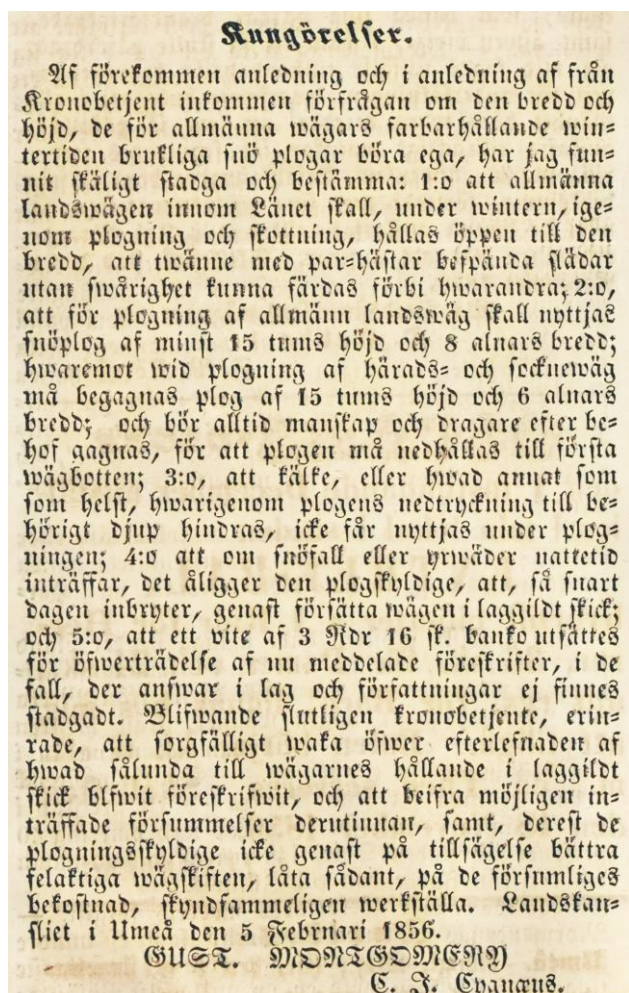 Kungörelser.
Af förekommen anledning och i anledning af från
Kronobetjent inkommen förfrågan om den bredd och
höjd, de för allmänna wägars farbarhållande win-
tertiden brukliga snö plogar böra ega, har jag fun-
nit skäligt stadga och bestämma: 1:o att allmänna
landswägen innom Länet skall, under wintern, ige-
nom plogning och skottning, hållas öppen till den
bredd, att twänne med par-hästar bespända slädar
utan swårighet kunna färdas förbi hwarandra; 2:o,
att för plogning af allmänn landswäg skall nyttjas
snöplog af minst 15 tums höjd och 8 alnars bredd;
hwaremot wid plogning af härads- och socknewäg
må begagnas plog af 15 tums höjd och 6 alnars
bredd; och bör alltid manskap och dragare efter be-
hof gagnas, för att plogen må nedhållas till första
wägbotten; 3:o, att kälke, eller hwad annat som
som helst, hwarigenom plogens nedtryckning till be-
hörigt djup hindras, icke får nyttjas under plog-
ningen; 4:o att om snöfall eller yrwäder nattetid
inträffar, det åligger den plogskyldige, att, så snart
dagen inbryter, genast försätta wägen i laggildt skick;
och 5:o, att ett vite af 3 Rdr 16 sk. banko utsättes
för öfwerträdelse af nu meddelade föreskrifter, i de
fall, der answar i lag och författningar ej finnes
stadgadt. Blifwande slutligen kronobetjente, erin-
rade, att sorgfälligt waka öfwer efterlefnaden af
hwad sålunda till wägarnes hållande i laggildt
skick blfwit föreskrifwit, och att beifra möjligen in-
träffade försummelser derutinnan, samt, derest de
plogningsskyldige icke genast på tillsägelse bättra
felaktiga wägskiften, låta sådant, på de försumliges
bekostnad, skyndsammeligen werkställa. Landskan-
sliet i Umeå den 5 Februari 1856.
GUST. MONTGOMERY
C. J. Cyanæus.